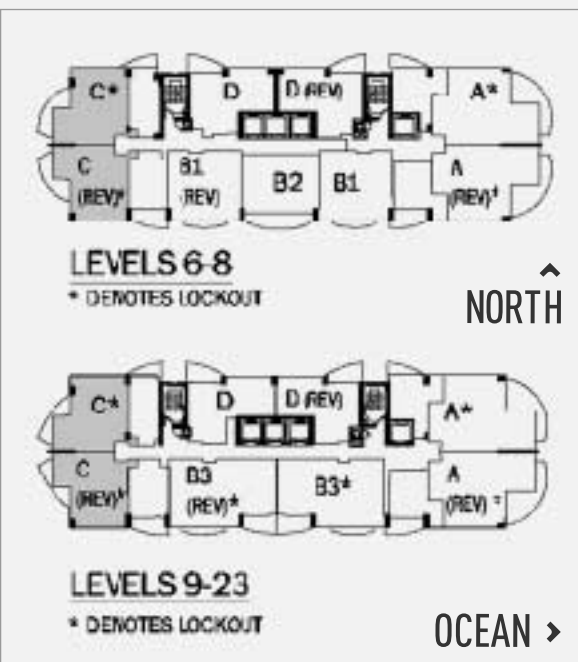 C* D D (REV) A*
C (REV)* B1 (REV) B2 B1 A (REV)*
LEVELS 6-8
* DENOTES LOCKOUT
NORTH
C* D D (REV) A*
C (REV)* B3 (REV)* B3* A (REV)
LEVELS 9-23
* DENOTES LOCKOUT
OCEAN >